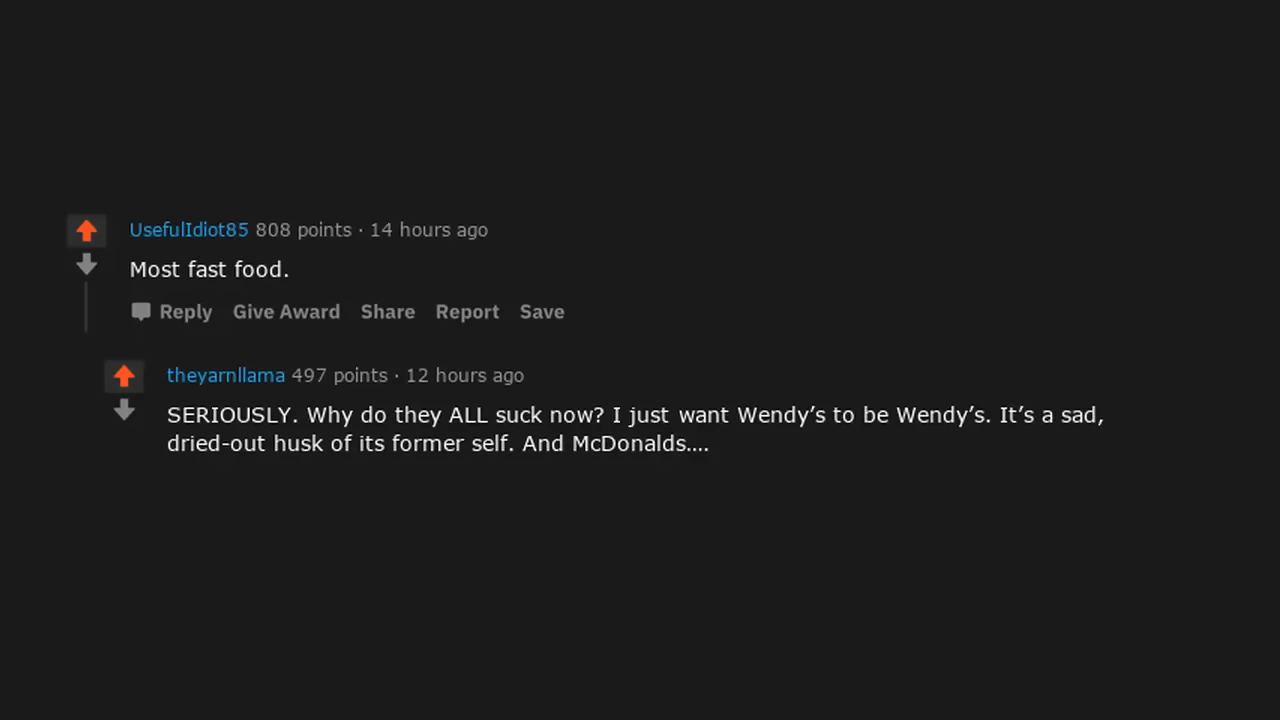 UsefulIdiot85 808 points · 14 hours ago
Most fast food.
Reply Give Award Share Report Save
theyarnllama 497 points · 12 hours ago
SERIOUSLY. Why do they ALL suck now? I just want Wendy’s to be Wendy’s. It’s a sad,
dried-out husk of its former self. And McDonalds....